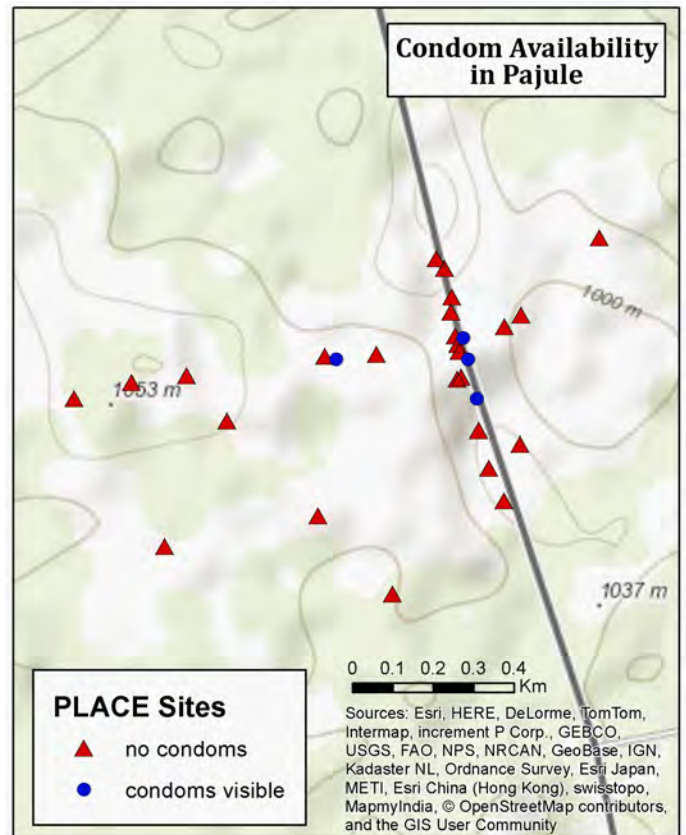 Condom Availability
in Pajule
1000 m
1053 m
1037 m
0 0.1 0.2 0.3 0.4
Km
PLACE Sites
no condoms
condoms visible
Sources: Esri, HERE, DeLorme, TomTom,
Intermap, increment P Corp., GEBCO,
USGS, FAO, NPS, NRCAN, GeoBase, IGN,
Kadaster NL, Ordnance Survey, Esri Japan,
METI, Esri China (Hong Kong), swisstopo,
MapmyIndia, © OpenStreetMap contributors,
and the GIS User Community